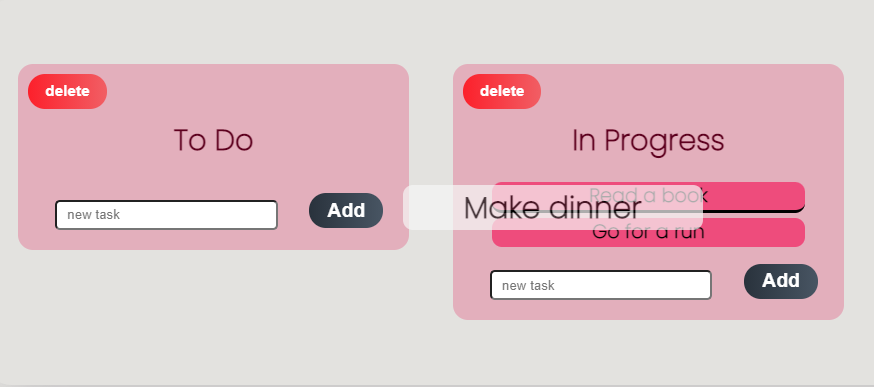 delete
To Do
new task
Add
delete
In Progress
Read a book
Make dinner
Go for a run
new task
Add